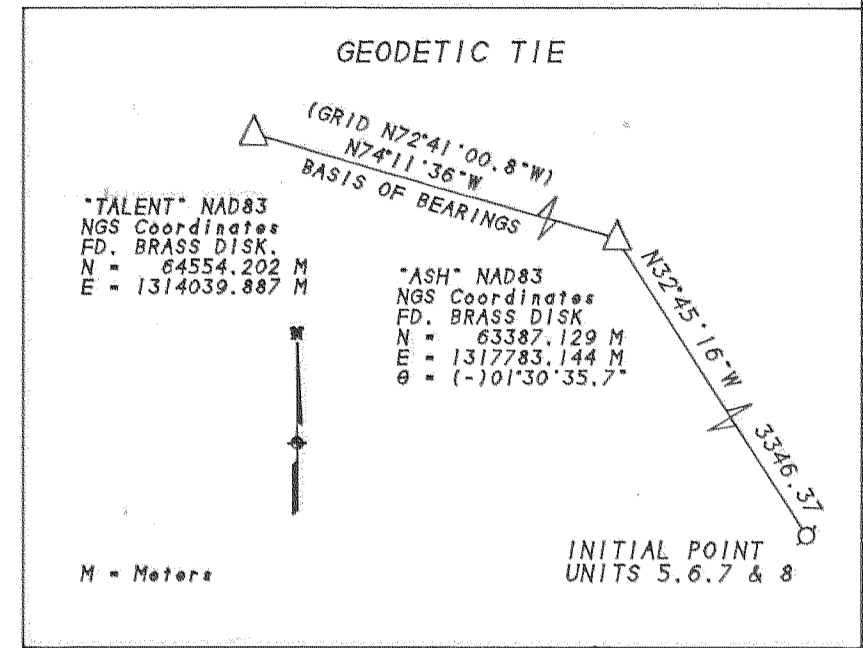 GEODETIC TIE
(GRID N72°41'00.8"W)
N74°11'36"W
BASIS OF BEARINGS
"TALENT" NAD83
NGS Coordinates
FD. BRASS DISK.
N = 64554.202 M
E = 1314039.887 M
"ASH" NAD83
NGS Coordinates
FD. BRASS DISK
N = 63387.129 M
E = 1317783.144 M
θ = (-)01°30'35.7"
N32°45'16"W
3346.37
N
INITIAL POINT
UNITS 5,6,7 & 8
M = Meters